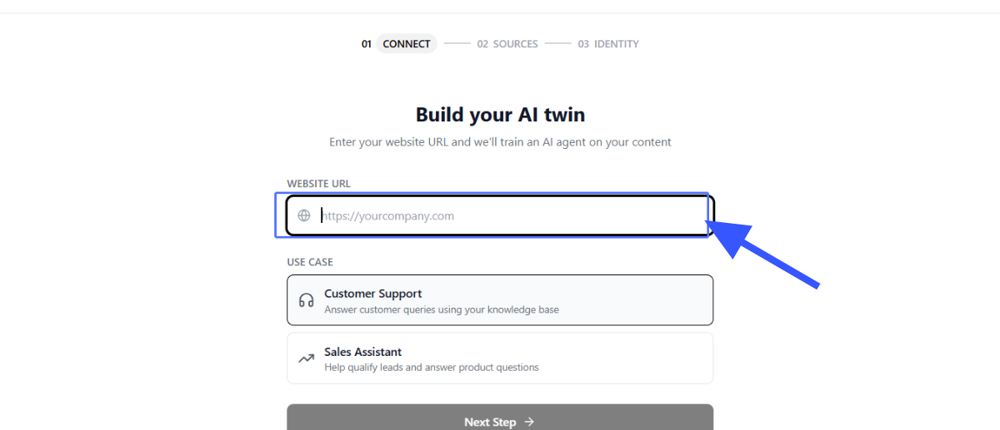 01 CONNECT 02 SOURCES 03 IDENTITY
Build your AI twin
Enter your website URL and we'll train an AI agent on your content
WEBSITE URL
https://yourcompany.com
USE CASE
Customer Support
Answer customer queries using your knowledge base
Sales Assistant
Help qualify leads and answer product questions
Next Step →